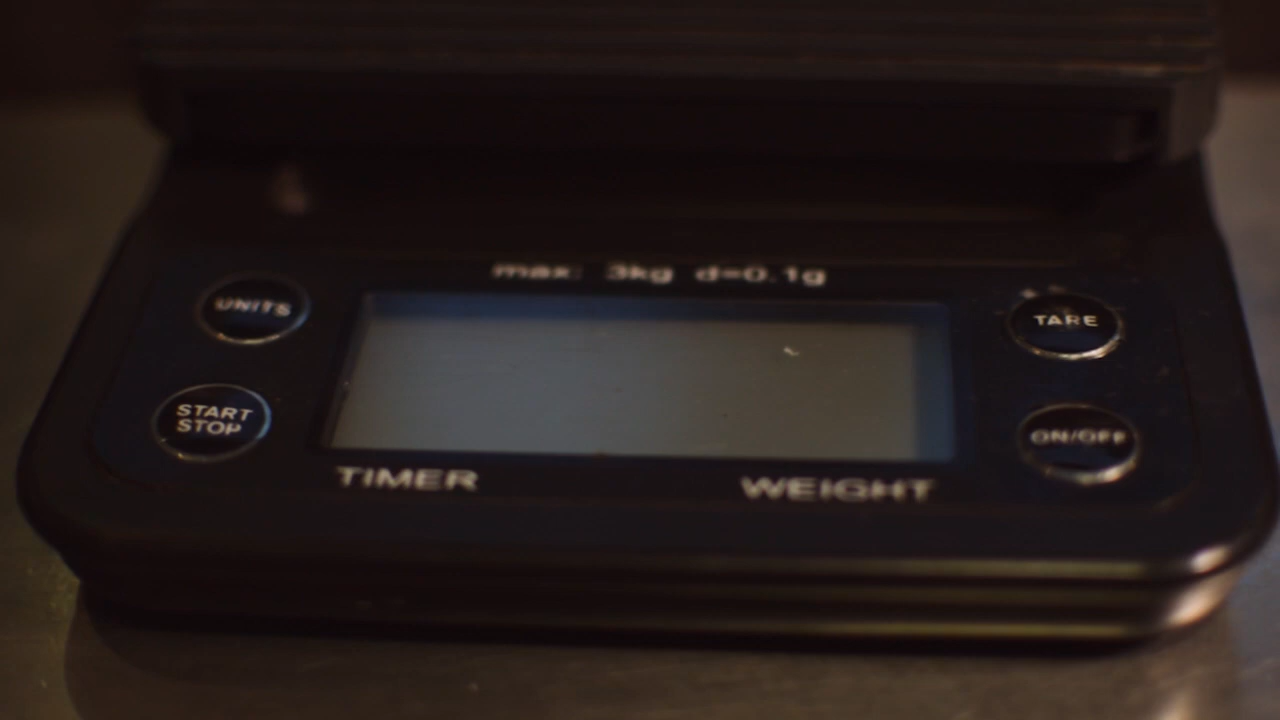 max: 3kg d=0.1g
UNITS
TARE
START
STOP
ON/OFF
TIMER
WEIGHT